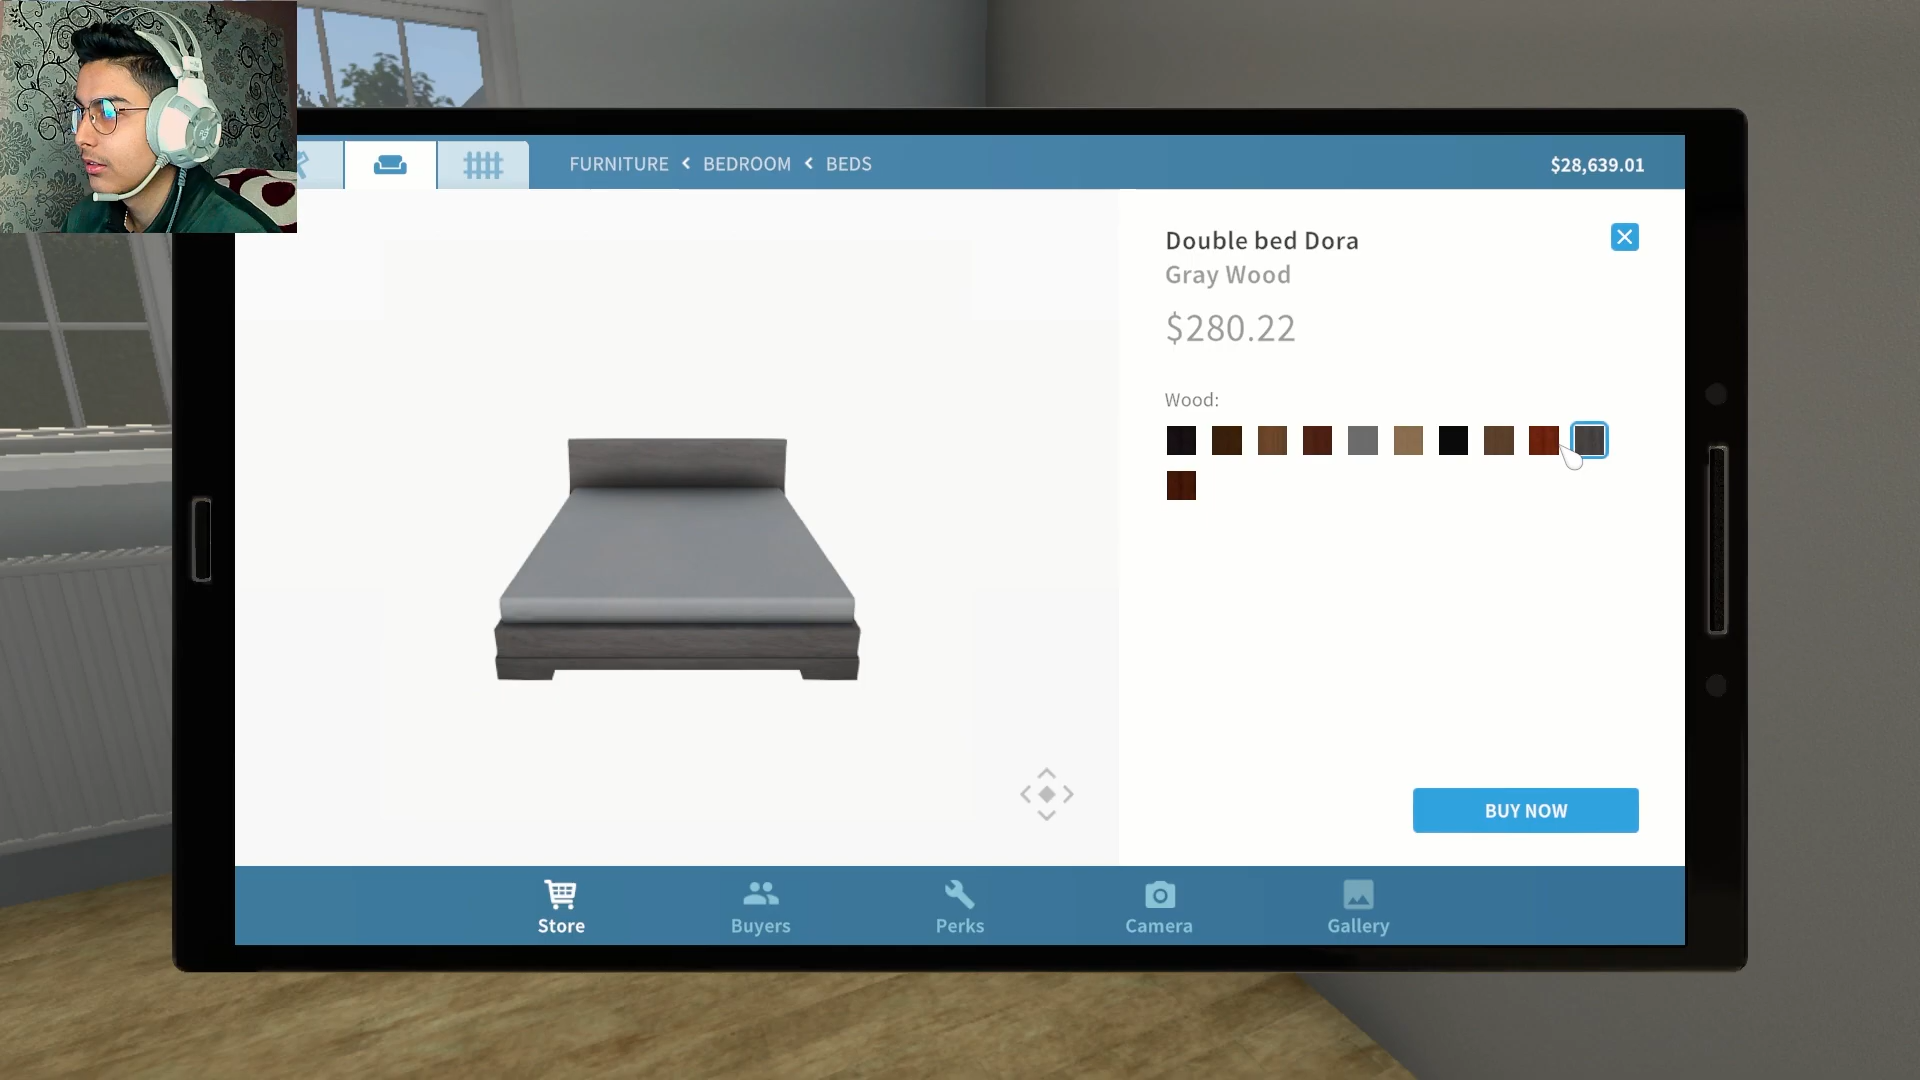 FURNITURE < BEDROOM < BEDS
$28,639.01
Double bed Dora
Gray Wood
$280.22
Wood:
BUY NOW
Store
Buyers
Perks
Camera
Gallery